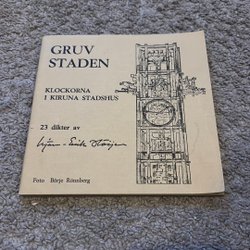 GRUV
STADEN
KLOCKORNA
I KIRUNA STADSHUS
23 dikter av
Foto Börje Rönnberg